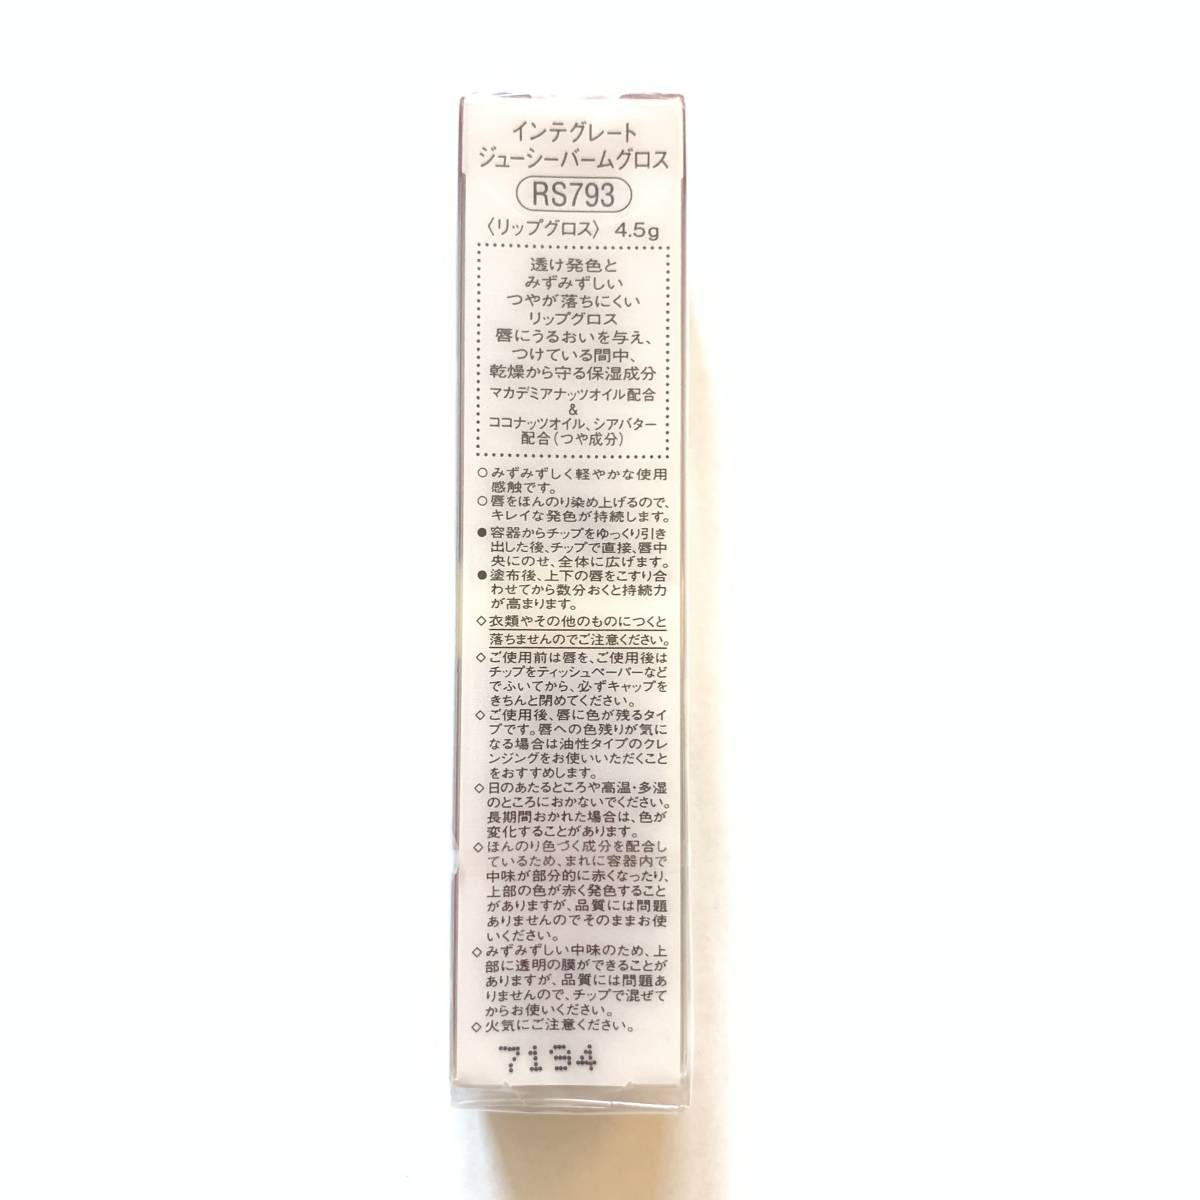 インテグレート
ジューシーバームグロス
RS793
〈リップグロス〉 4.5g
透け発色と
みずみずしい
つやが落ちにくい
リップグロス
唇にうるおいを与え、
つけている間中、
乾燥から守る保湿成分
マカデミアナッツオイル配合
&
ココナッツオイル、シアバター
配合(つや成分)
○みずみずしく軽やかな使用
感触です。
○唇をほんのり染め上げるので、
キレイな発色が持続します。
●容器からチップをゆっくり引き
出した後、チップで直接、唇中
央にのせ、全体に広げます。
●塗布後、上下の唇をこすり合
わせてから数分おくと持続力
が高まります。
◇衣類やその他のものにつくと
落ちませんのでご注意ください。
◇ご使用前は唇を、ご使用後は
チップをティッシュペーパーなど
でふいてから、必ずキャップを
きちんと閉めてください。
◇ご使用後、唇に色が残るタイ
プです。唇への色残りが気に
なる場合は油性タイプのクレ
ンジングをお使いいただくこと
をおすすめします。
◇日のあたるところや高温・多湿
のところにおかないでください。
長期間おかれた場合は、色が
変化することがあります。
◇ほんのり色づく成分を配合し
ているため、まれに容器内で
中味が部分的に赤くなったり、
上部の色が赤く発色すること
がありますが、品質には問題
ありませんのでそのままお使
いください。
◇みずみずしい中味のため、上
部に透明の膜ができることが
ありますが、品質には問題あ
りませんので、チップで混ぜて
からお使いください。
◇火気にご注意ください。
7194